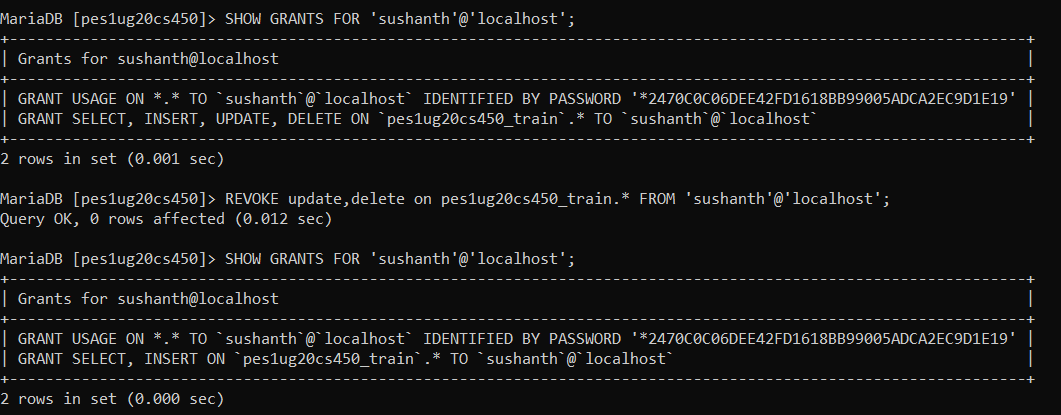 MariaDB [pes1ug20cs450]> SHOW GRANTS FOR 'sushanth'@'localhost';
+-----------------------------------------------------------------------------------------------------------------+
| Grants for sushanth@localhost                                                                                   |
+-----------------------------------------------------------------------------------------------------------------+
| GRANT USAGE ON *.* TO `sushanth`@`localhost` IDENTIFIED BY PASSWORD '*2470C0C06DEE42FD1618BB99005ADCA2EC9D1E19' |
| GRANT SELECT, INSERT, UPDATE, DELETE ON `pes1ug20cs450_train`.* TO `sushanth`@`localhost`                       |
+-----------------------------------------------------------------------------------------------------------------+
2 rows in set (0.001 sec)
MariaDB [pes1ug20cs450]> REVOKE update,delete on pes1ug20cs450_train.* FROM 'sushanth'@'localhost';
Query OK, 0 rows affected (0.012 sec)
MariaDB [pes1ug20cs450]> SHOW GRANTS FOR 'sushanth'@'localhost';
+-----------------------------------------------------------------------------------------------------------------+
| Grants for sushanth@localhost                                                                                   |
+-----------------------------------------------------------------------------------------------------------------+
| GRANT USAGE ON *.* TO `sushanth`@`localhost` IDENTIFIED BY PASSWORD '*2470C0C06DEE42FD1618BB99005ADCA2EC9D1E19' |
| GRANT SELECT, INSERT ON `pes1ug20cs450_train`.* TO `sushanth`@`localhost`                                       |
+-----------------------------------------------------------------------------------------------------------------+
2 rows in set (0.000 sec)